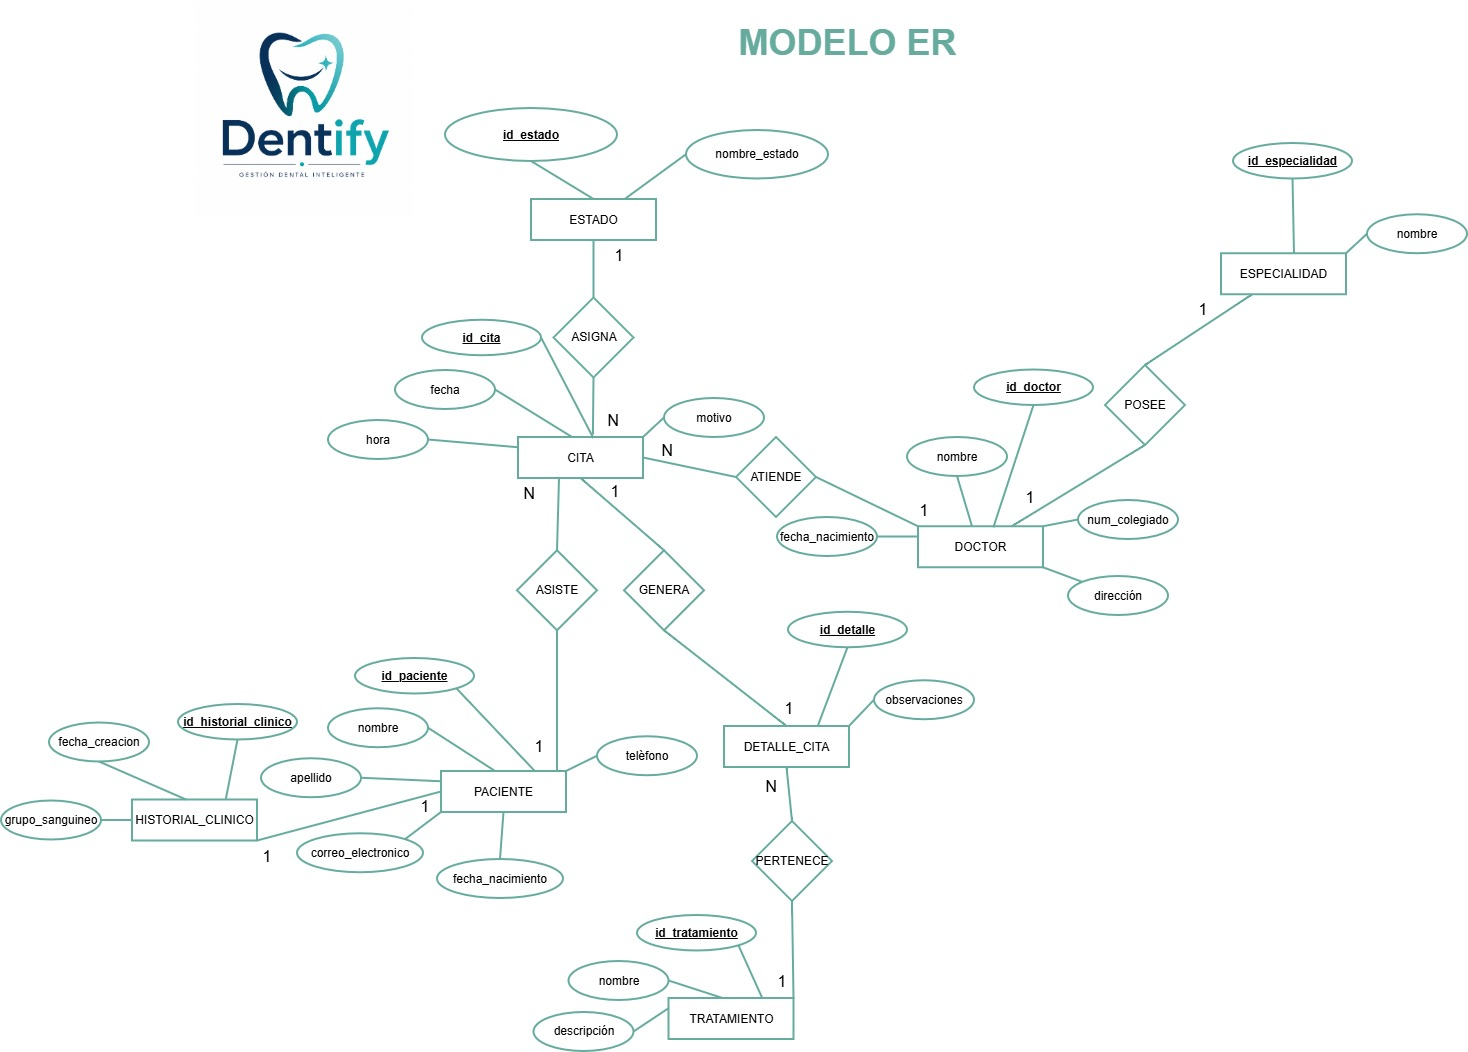 MODELO ER
Dentify
GESTIÓN DENTAL INTELIGENTE
id_estado
nombre_estado
ESTADO
1
id_especialidad
nombre
ESPECIALIDAD
1
ASIGNA
id_cita
fecha
hora
N
motivo
CITA
N
N
1
ATIENDE
id_doctor
POSEE
nombre
1
1
num_colegiado
fecha_nacimiento
DOCTOR
dirección
ASISTE
GENERA
id_detalle
observaciones
1
DETALLE_CITA
N
id_paciente
nombre
1
telèfono
apellido
PACIENTE
1
id_historial_clinico
fecha_creacion
grupo_sanguineo
HISTORIAL_CLINICO
1
correo_electronico
fecha_nacimiento
PERTENECE
id_tratamiento
nombre
1
descripción
TRATAMIENTO